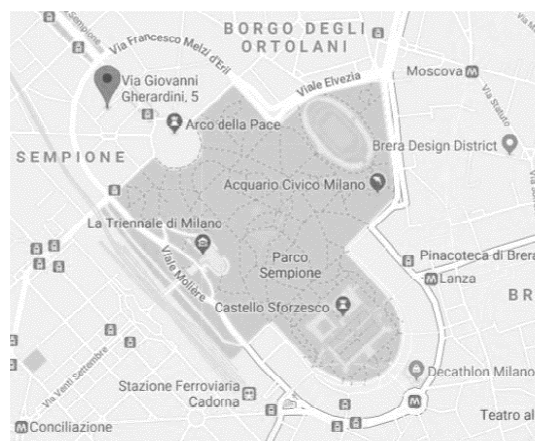 Sempione
Via Francesco Melzi d'Eril
BORGO DEGLI
ORTOLANI
Via Giovanni
Gherardini, 5
Viale Elvezia
Moscova
M
Via Statuto
Arco della Pace
Brera Design District
SEMPIONE
Acquario Civico Milano
La Triennale di Milano
Parco
Sempione
Pinacoteca di Brera
Viale Molière
M
Lanza
BR
Castello Sforzesco
Via Venti Settembre
Decathlon Milano
Stazione Ferroviaria
Cadorna
M
M
Teatro al
M
Conciliazione